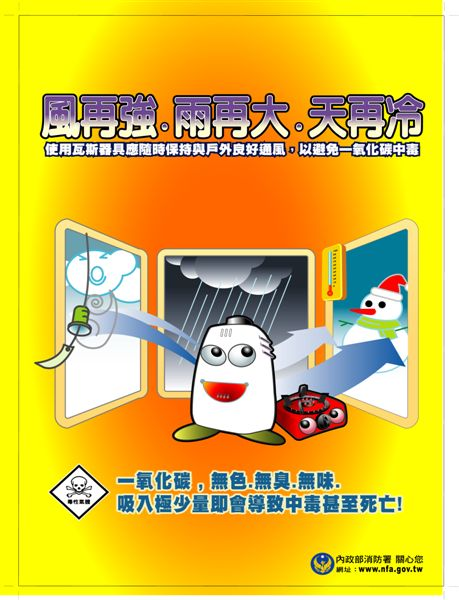 風再強。雨再大。天再冷
使用瓦斯器具應隨時保持與戶外良好通風，以避免一氧化碳中毒
一氧化碳，無色.無臭.無味.
吸入極少量即會導致中毒甚至死亡!
毒性氣體
內政部消防署 關心您
網址：www.nfa.gov.tw